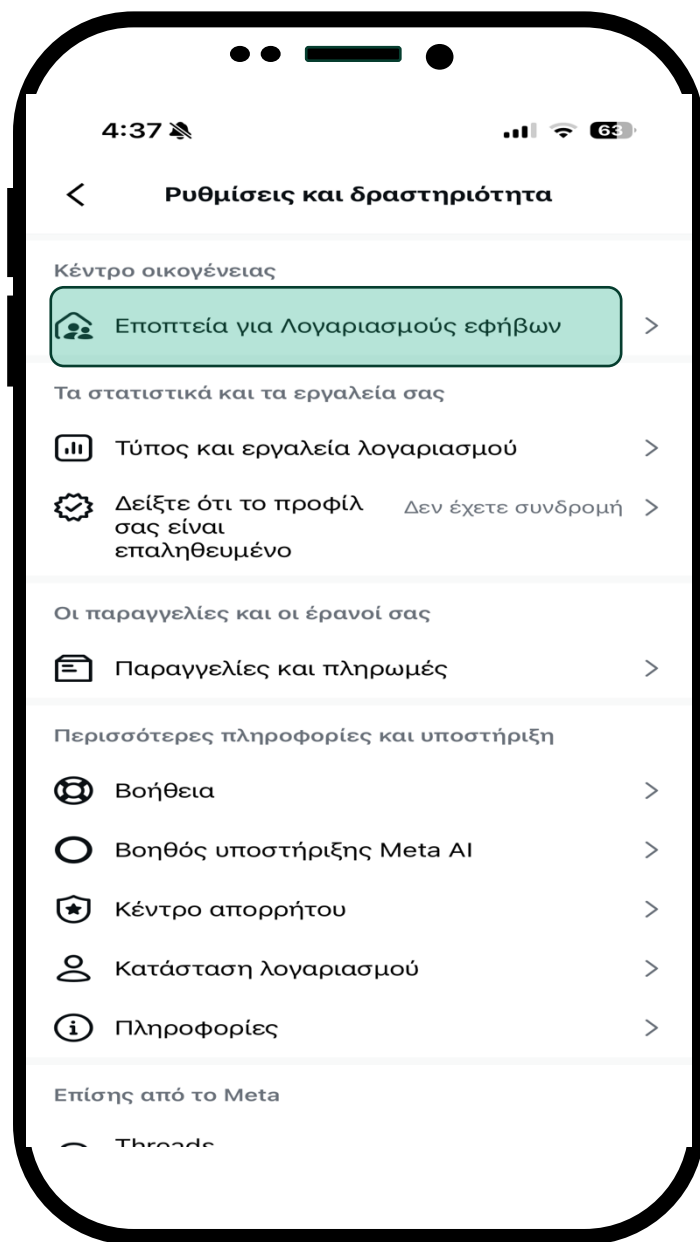 4:37
63
Ρυθμίσεις και δραστηριότητα
Κέντρο οικογένειας
Εποπτεία για Λογαριασμούς εφήβων
Τα στατιστικά και τα εργαλεία σας
Τύπος και εργαλεία λογαριασμού
Δείξτε ότι το προφίλ
σας είναι
επαληθευμένο
Δεν έχετε συνδρομή
Οι παραγγελίες και οι έρανοί σας
Παραγγελίες και πληρωμές
Περισσότερες πληροφορίες και υποστήριξη
Βοήθεια
Βοηθός υποστήριξης Meta AI
Κέντρο απορρήτου
Κατάσταση λογαριασμού
Πληροφορίες
Επίσης από το Meta
Threads